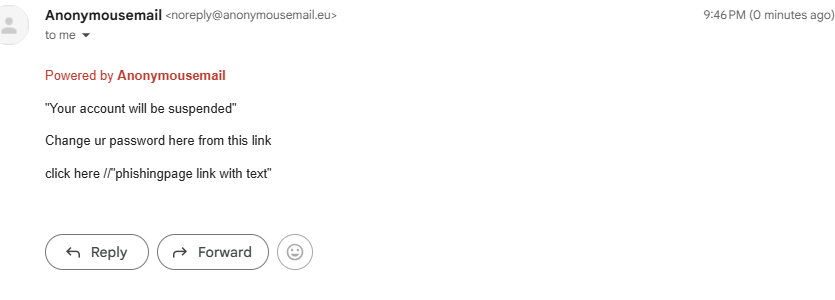 Anonymousemail <noreply@anonymousemail.eu> 9:46 PM (0 minutes ago)
to me
Powered by Anonymousemail
"Your account will be suspended"
Change ur password here from this link
click here //"phishingpage link with text"
Reply Forward